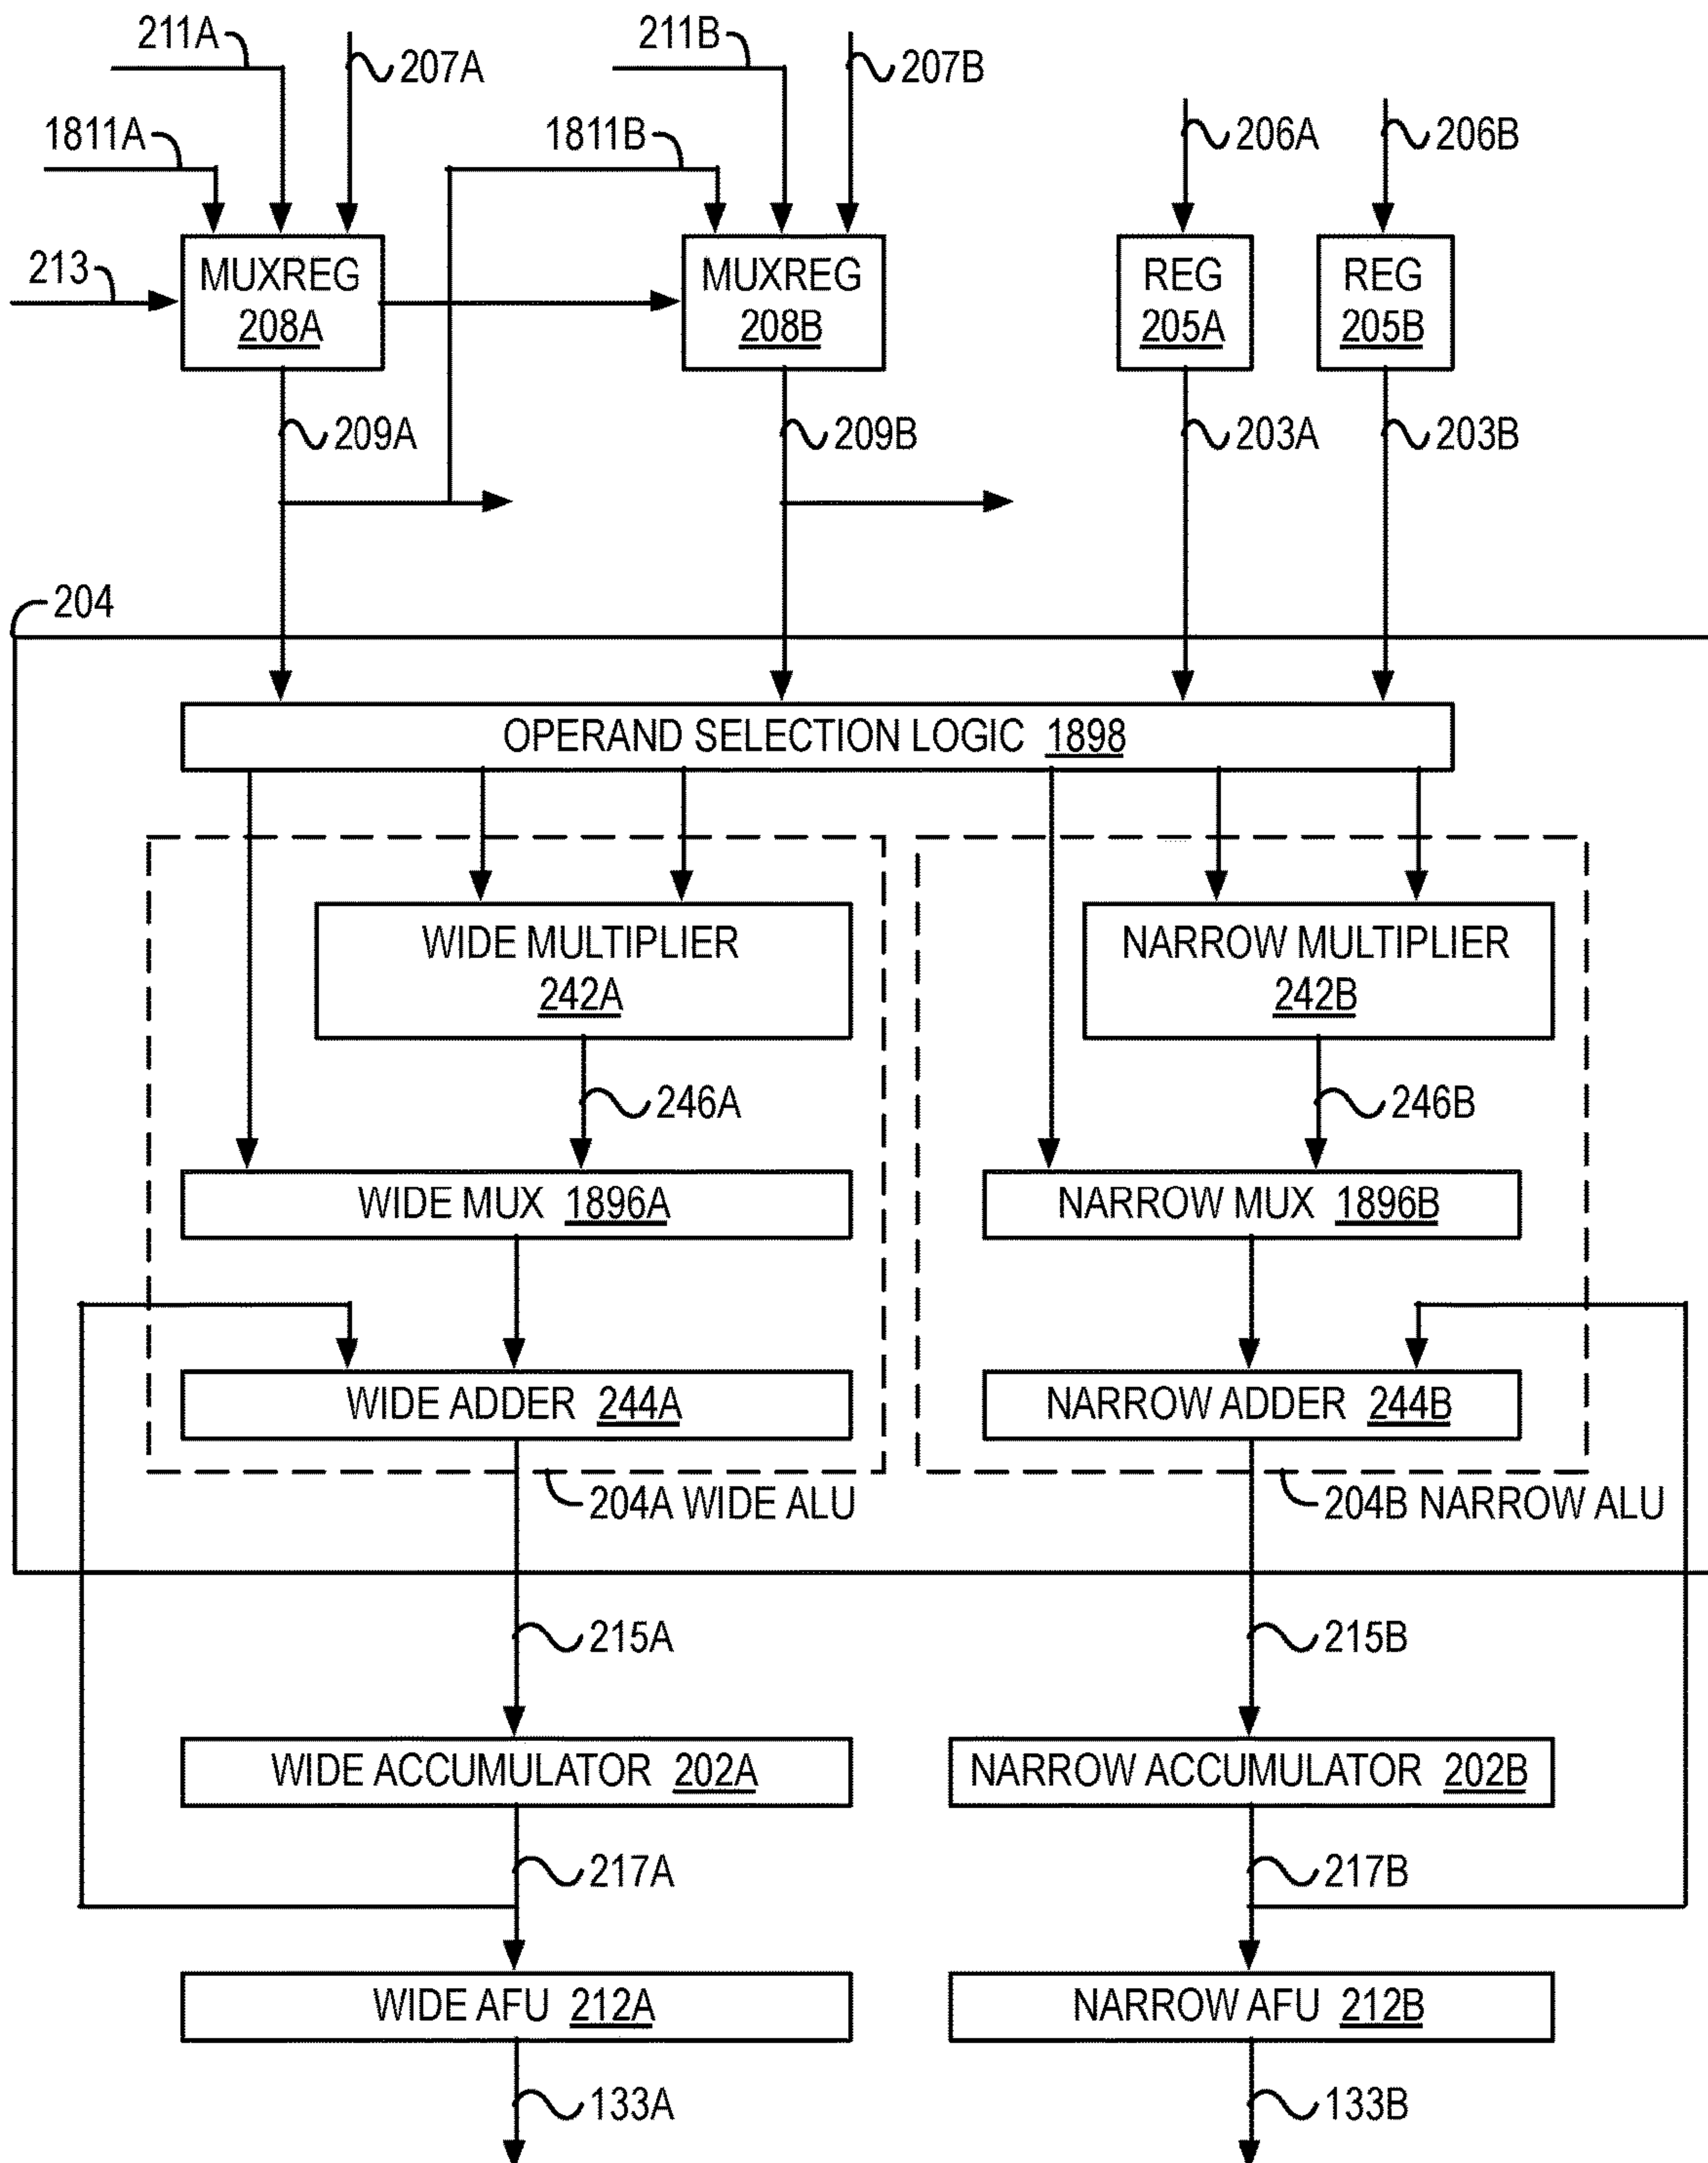 211A
207A
211B
207B
1811A
1811B
206A
206B
213
MUXREG
208A
MUXREG
208B
REG
205A
REG
205B
209A
209B
203A
203B
204
OPERAND SELECTION LOGIC 1898
WIDE MULTIPLIER
242A
NARROW MULTIPLIER
242B
246A
246B
WIDE MUX 1896A
NARROW MUX 1896B
WIDE ADDER 244A
NARROW ADDER 244B
204A WIDE ALU
204B NARROW ALU
215A
215B
WIDE ACCUMULATOR 202A
NARROW ACCUMULATOR 202B
217A
217B
WIDE AFU 212A
NARROW AFU 212B
133A
133B